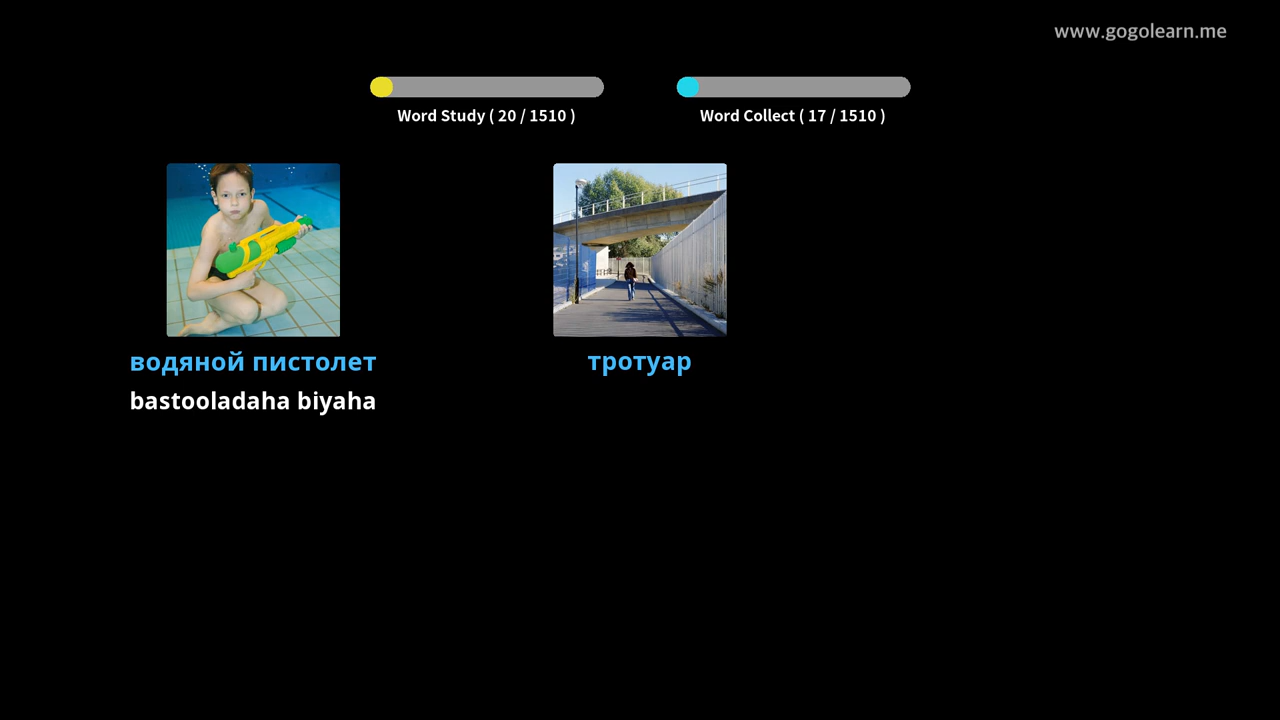 www.gogolearn.me
Word Study ( 20 / 1510 )
Word Collect ( 17 / 1510 )
водяной пистолет
bastooladaha biyaha
тротуар